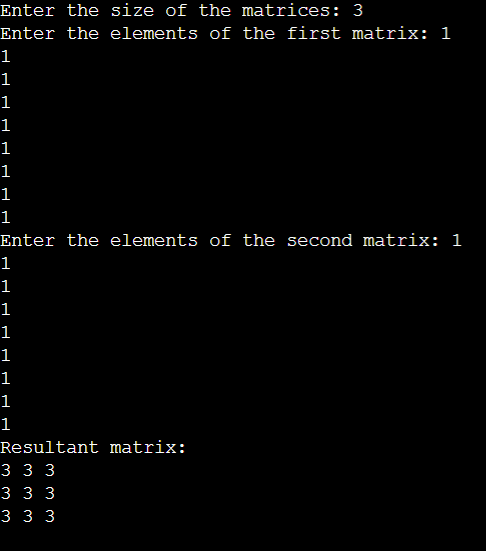 Enter the size of the matrices: 3
Enter the elements of the first matrix: 1
1
1
1
1
1
1
1
1
Enter the elements of the second matrix: 1
1
1
1
1
1
1
1
1
Resultant matrix:
3 3 3
3 3 3
3 3 3